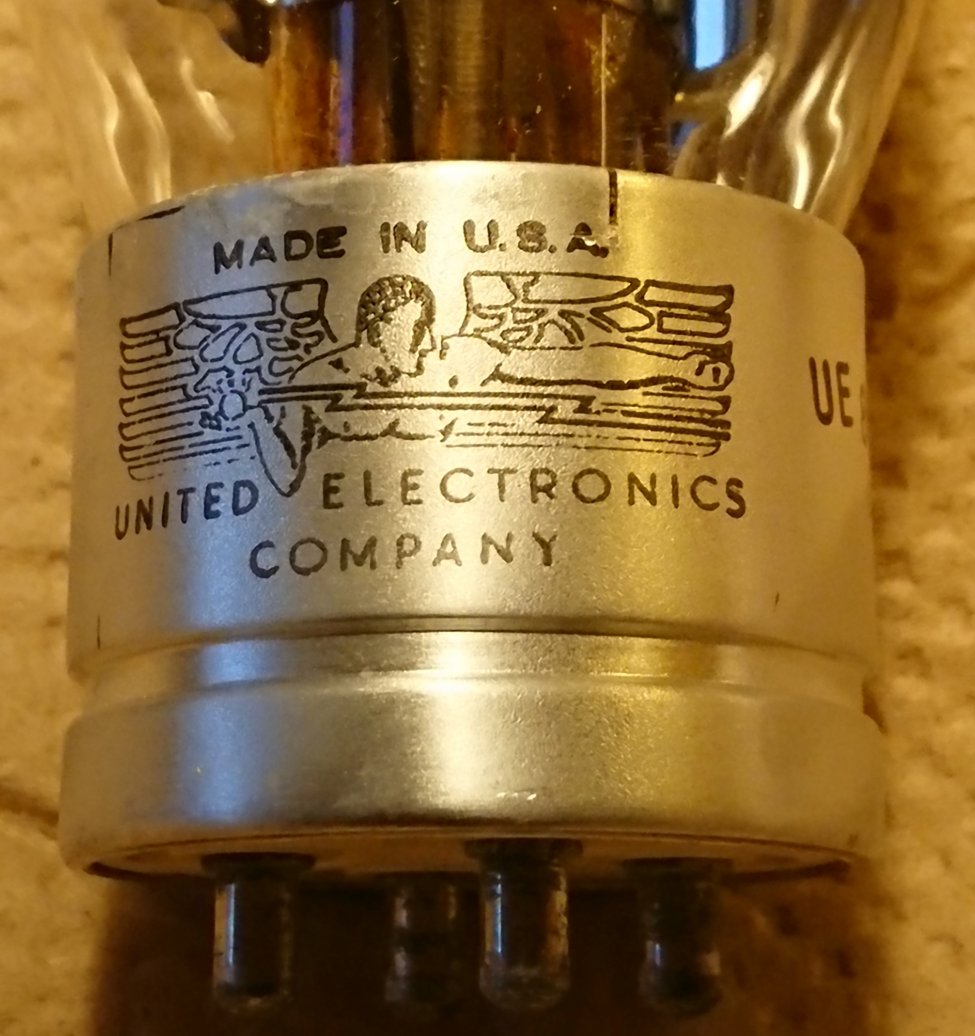 MADE IN U.S.A.
UNITED ELECTRONICS
COMPANY
UE